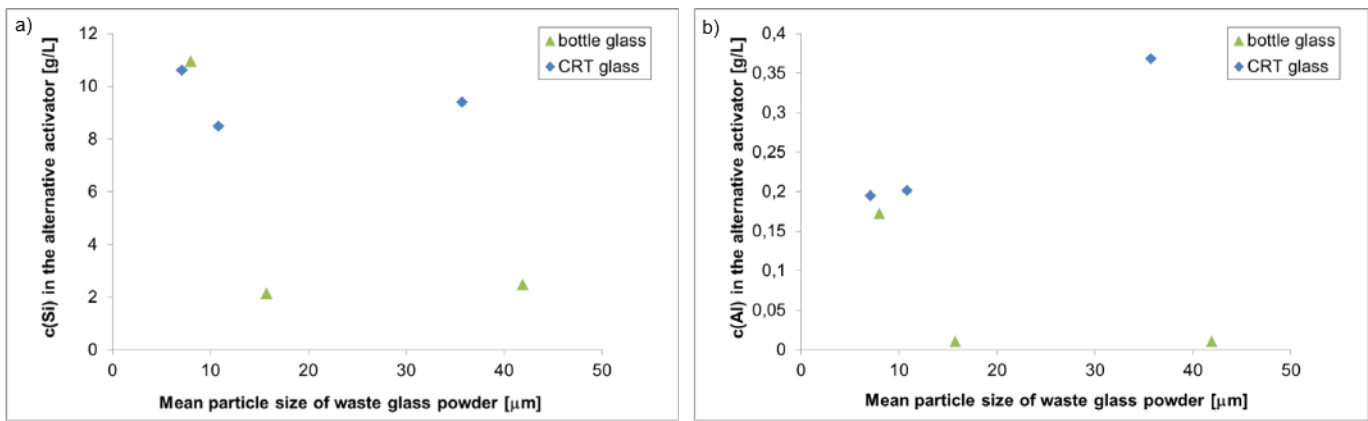 a)
12
10
8
6
4
2
0
0 10 20 30 40 50
c(Si) in the alternative activator [g/L]
Mean particle size of waste glass powder [μm]
bottle glass
CRT glass
b)
0,4
0,35
0,3
0,25
0,2
0,15
0,1
0,05
0
0 10 20 30 40 50
c(Al) in the alternative activator [g/L]
Mean particle size of waste glass powder [μm]
bottle glass
CRT glass